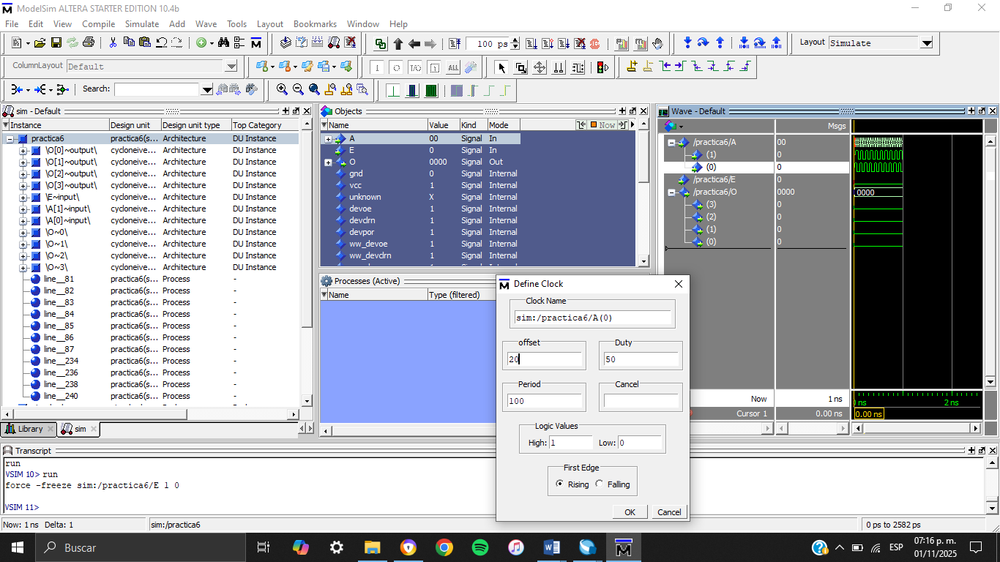 ModelSim ALTERA STARTER EDITION 10.4b
File Edit View Compile Simulate Add Wave Tools Layout Bookmarks Window Help
100 ps
Layout Simulate
ColumnLayout Default
Search:
sim - Default
Instance Design unit Design unit type Top Category
practica6 practica6(s... Architecture DU Instance
\O[0]~output\ cycloneive... Architecture DU Instance
\O[1]~output\ cycloneive... Architecture DU Instance
\O[2]~output\ cycloneive... Architecture DU Instance
\O[3]~output\ cycloneive... Architecture DU Instance
\E~input\ cycloneive... Architecture DU Instance
\A[1]~input\ cycloneive... Architecture DU Instance
\A[0]~input\ cycloneive... Architecture DU Instance
\O~0\ cycloneive... Architecture DU Instance
\O~1\ cycloneive... Architecture DU Instance
\O~2\ cycloneive... Architecture DU Instance
\O~3\ cycloneive... Architecture DU Instance
line__81 practica6(s... Process -
line__82 practica6(s... Process -
line__83 practica6(s... Process -
line__84 practica6(s... Process -
line__85 practica6(s... Process -
line__86 practica6(s... Process -
line__87 practica6(s... Process -
line__234 practica6(s... Process -
line__236 practica6(s... Process -
line__238 practica6(s... Process -
line__240 practica6(s... Process -
Library sim
Objects
Name Value Kind Mode Now
A 00 Signal In
E 0 Signal In
O 0000 Signal Out
gnd 0 Signal Internal
vcc 1 Signal Internal
unknown X Signal Internal
devoe 1 Signal Internal
devclrn 1 Signal Internal
devpor 1 Signal Internal
ww_devoe 1 Signal Internal
ww_devclrn 1 Signal Internal
Processes (Active)
Name Type (filtered)
Wave - Default
Msgs
/practica6/A 00
(1) 0
(0) 0
/practica6/E 0
/practica6/O 0000 0000
(3) 0
(2) 0
(1) 0
(0) 0
Now 1 ns ns 2 ns
Cursor 1 0.00 ns 0.00 ns
Define Clock
Clock Name
sim:/practica6/A(0)
offset Duty
20 50
Period Cancel
100
Logic Values
High: 1 Low: 0
First Edge
Rising Falling
OK Cancel
Transcript
run
VSIM 10> run
force -freeze sim:/practica6/E 1 0
VSIM 11>
Now: 1 ns Delta: 1 sim:/practica6 0 ps to 2582 ps
Buscar
ESP
07:16 p. m.
01/11/2025